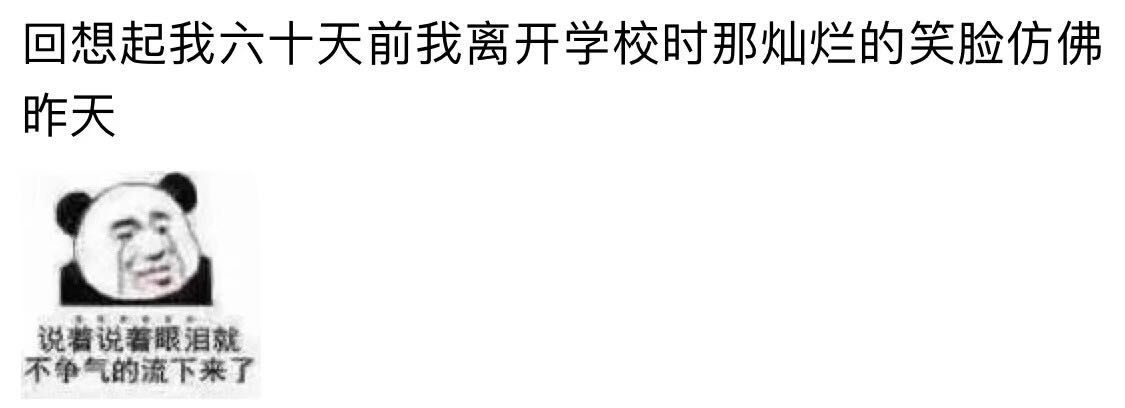 回想起我六十天前我离开学校时那灿烂的笑脸仿佛
昨天
说着说着眼泪就
不争气的流下来了